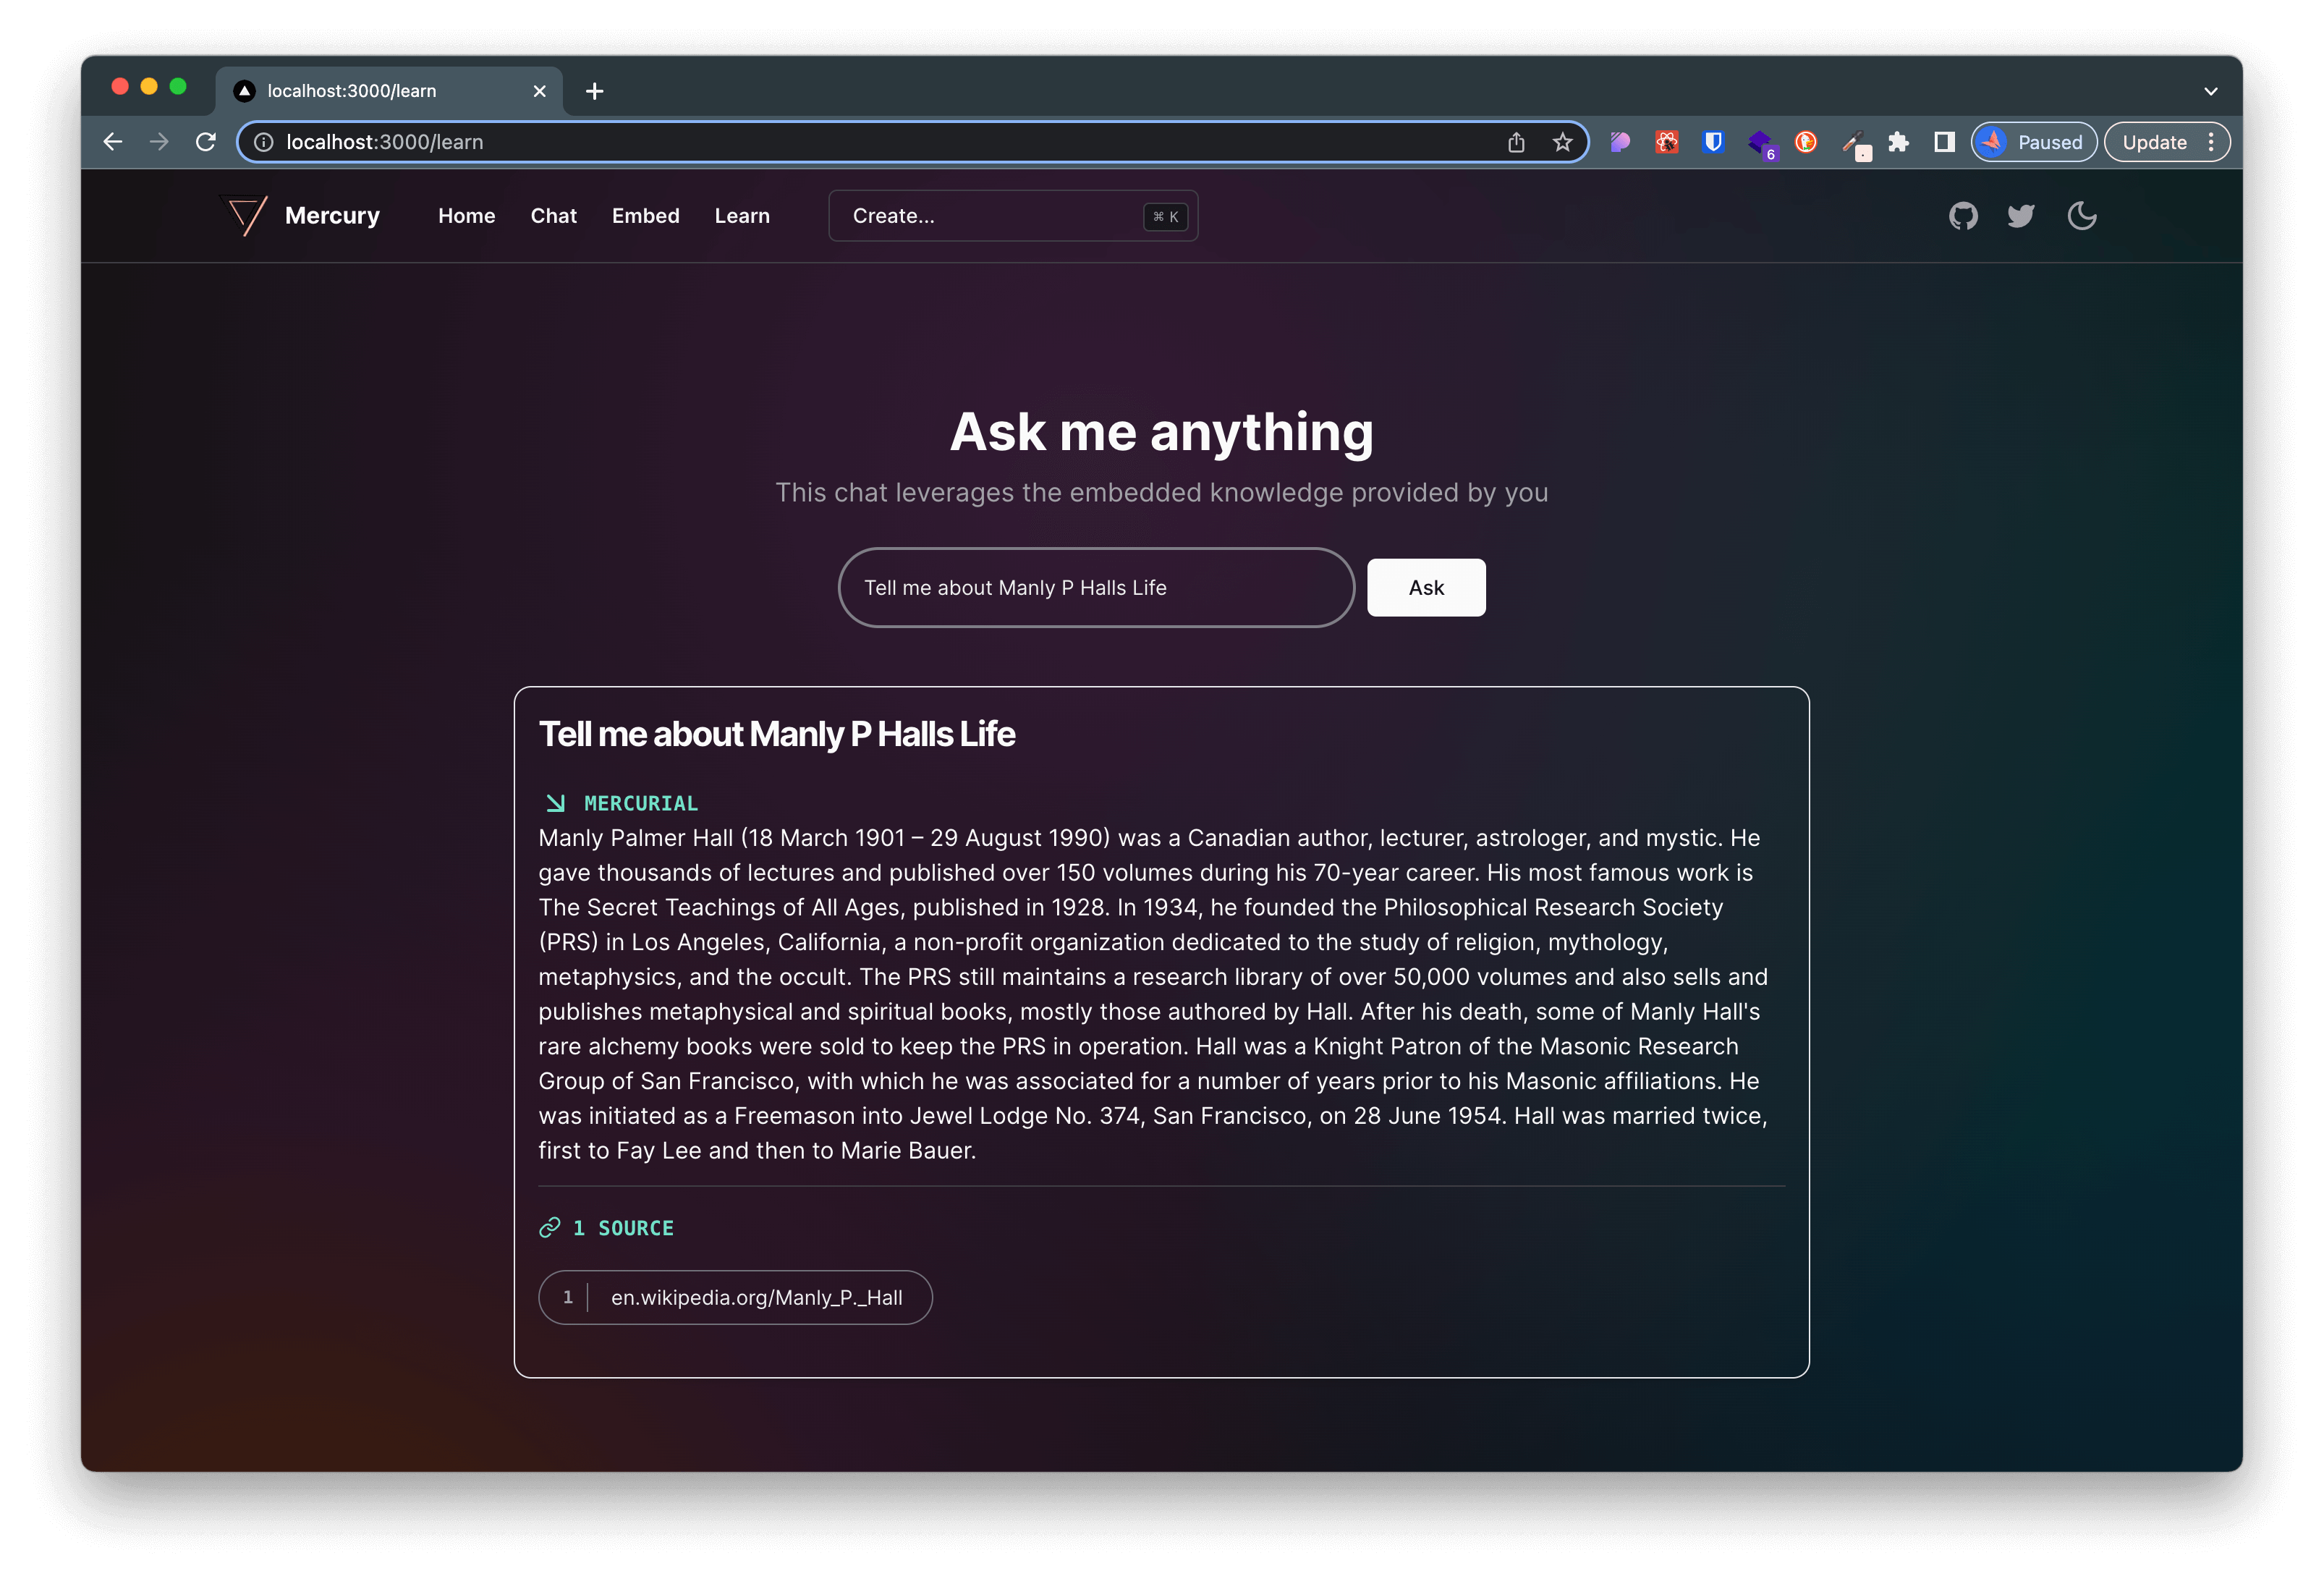 localhost:3000/learn
localhost:3000/learn
6
Paused
Update
Mercury
Home
Chat
Embed
Learn
Create...
⌘ K
Ask me anything
This chat leverages the embedded knowledge provided by you
Tell me about Manly P Halls Life
Ask
Tell me about Manly P Halls Life
MERCURIAL
Manly Palmer Hall (18 March 1901 – 29 August 1990) was a Canadian author, lecturer, astrologer, and mystic. He
gave thousands of lectures and published over 150 volumes during his 70-year career. His most famous work is
The Secret Teachings of All Ages, published in 1928. In 1934, he founded the Philosophical Research Society
(PRS) in Los Angeles, California, a non-profit organization dedicated to the study of religion, mythology,
metaphysics, and the occult. The PRS still maintains a research library of over 50,000 volumes and also sells and
publishes metaphysical and spiritual books, mostly those authored by Hall. After his death, some of Manly Hall's
rare alchemy books were sold to keep the PRS in operation. Hall was a Knight Patron of the Masonic Research
Group of San Francisco, with which he was associated for a number of years prior to his Masonic affiliations. He
was initiated as a Freemason into Jewel Lodge No. 374, San Francisco, on 28 June 1954. Hall was married twice,
first to Fay Lee and then to Marie Bauer.
1 SOURCE
1
en.wikipedia.org/Manly_P._Hall